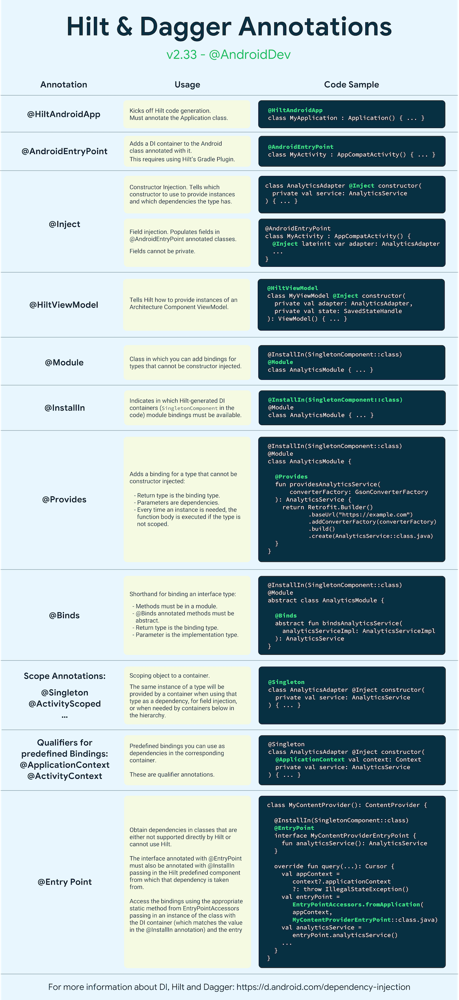 Hilt & Dagger Annotations
v2.33 - @AndroidDev
Annotation
Usage
Code Sample
@HiltAndroidApp
Kicks off Hilt code generation.
Must annotate the Application class.
@HiltAndroidApp
class MyApplication : Application() { ... }
@AndroidEntryPoint
Adds a DI container to the Android
class annotated with it.
This requires using Hilt's Gradle Plugin.
@AndroidEntryPoint
class MyActivity : AppCompatActivity() { ... }
@Inject
Constructor Injection. Tells which
constructor to use to provide instances
and which dependencies the type has.
class AnalyticsAdapter @Inject constructor(
private val service: AnalyticsService
) { ... }
Field injection. Populates fields in
@AndroidEntryPoint annotated classes.
Fields cannot be private.
@AndroidEntryPoint
class MyActivity : AppCompatActivity() {
@Inject lateinit var adapter: AnalyticsAdapter
...
}
@HiltViewModel
Tells Hilt how to provide instances of an
Architecture Component ViewModel.
@HiltViewModel
class MyViewModel @Inject constructor(
private val adapter: AnalyticsAdapter,
private val state: SavedStateHandle
): ViewModel() { ... }
@Module
Class in which you can add bindings for
types that cannot be constructor injected.
@InstallIn(SingletonComponent::class)
@Module
class AnalyticsModule { ... }
@InstallIn
Indicates in which Hilt-generated DI
containers (SingletonComponent in the
code) module bindings must be available.
@InstallIn(SingletonComponent::class)
@Module
class AnalyticsModule { ... }
@Provides
Adds a binding for a type that cannot be
constructor injected:
- Return type is the binding type.
- Parameters are dependencies.
- Every time an instance is needed, the
function body is executed if the type is
not scoped.
@InstallIn(SingletonComponent::class)
@Module
class AnalyticsModule {
@Provides
fun providesAnalyticsService(
converterFactory: GsonConverterFactory
): AnalyticsService {
return Retrofit.Builder()
.baseUrl("https://example.com")
.addConverterFactory(converterFactory)
.build()
.create(AnalyticsService::class.java)
}
}
@Binds
Shorthand for binding an interface type:
- Methods must be in a module.
- @Binds annotated methods must be
abstract.
- Return type is the binding type.
- Parameter is the implementation type.
@InstallIn(SingletonComponent::class)
@Module
abstract class AnalyticsModule {
@Binds
abstract fun bindsAnalyticsService(
analyticsServiceImpl: AnalyticsServiceImpl
): AnalyticsService
}
Scope Annotations:
@Singleton
@ActivityScoped
...
Scoping object to a container.
The same instance of a type will be
provided by a container when using that
type as a dependency, for field injection,
or when needed by containers below in
the hierarchy.
@Singleton
class AnalyticsAdapter @Inject constructor(
private val service: AnalyticsService
) { ... }
Qualifiers for
predefined Bindings:
@ApplicationContext
@ActivityContext
Predefined bindings you can use as
dependencies in the corresponding
container.
These are qualifier annotations.
@Singleton
class AnalyticsAdapter @Inject constructor(
@ApplicationContext val context: Context
private val service: AnalyticsService
) { ... }
@Entry Point
Obtain dependencies in classes that are
either not supported directly by Hilt or
cannot use Hilt.
The interface annotated with @EntryPoint
must also be annotated with @InstallIn
passing in the Hilt predefined component
from which that dependency is taken
from.
Access the bindings using the appropriate
static method from EntryPointAccessors
passing in an instance of the class with
the DI container (which matches the value
in the @InstallIn annotation) and the entry
class MyContentProvider(): ContentProvider {
@InstallIn(SingletonComponent::class)
@EntryPoint
interface MyContentProviderEntryPoint {
fun analyticsService(): AnalyticsService
}
override fun query(...): Cursor {
val appContext =
context?.applicationContext
?: throw IllegalStateException()
val entryPoint =
EntryPointAccessors.fromApplication(
appContext,
MyContentProviderEntryPoint::class.java)
val analyticsService =
entryPoint.analyticsService()
...
}
}
For more information about DI, Hilt and Dagger: https://d.android.com/dependency-injection